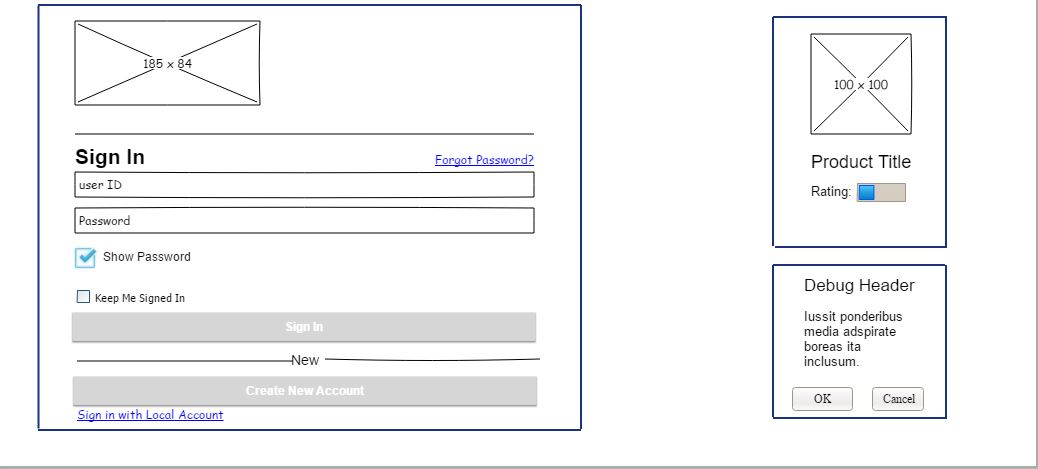 185 x 84
Sign In
Forgot Password?
user ID
Password
Show Password
Keep Me Signed In
Sign In
New
Create New Account
Sign in with Local Account
100 x 100
Product Title
Rating:
Debug Header
Iussit ponderibus
media adspirate
boreas ita
inclusum.
OK
Cancel